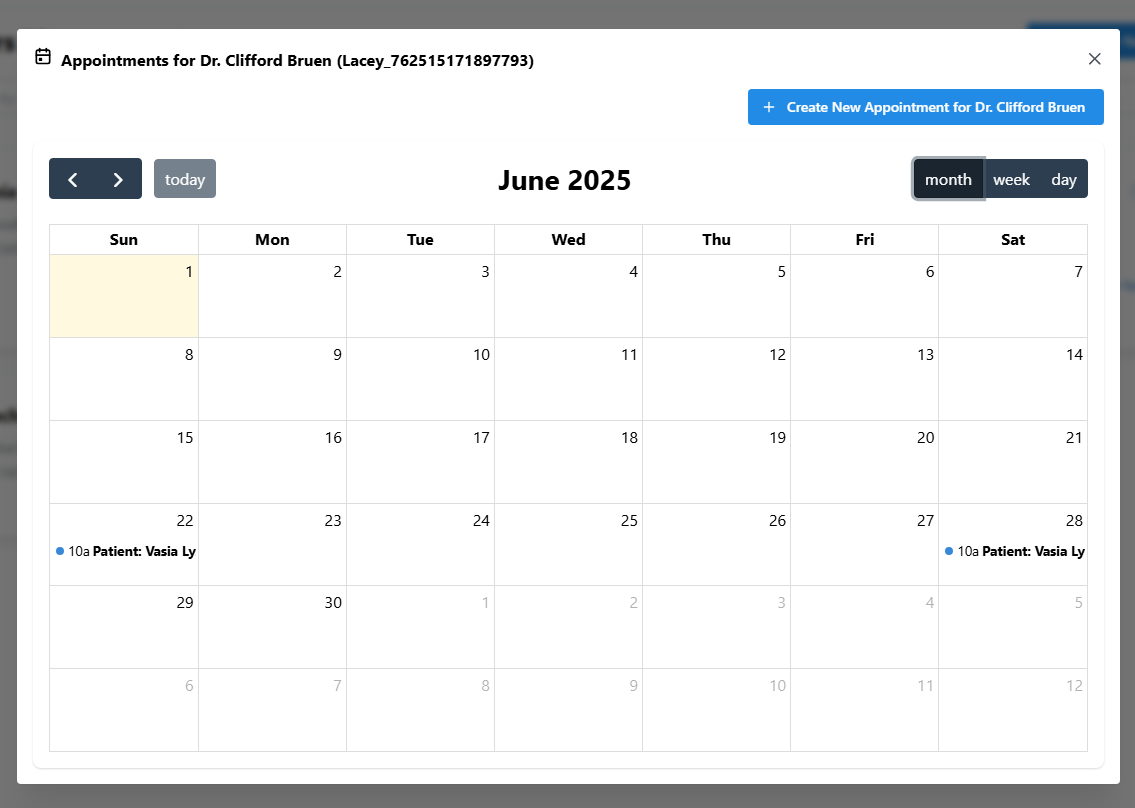 Appointments for Dr. Clifford Bruen (Lacey_762515171897793)
+ Create New Appointment for Dr. Clifford Bruen
today
June 2025
month week day
Sun Mon Tue Wed Thu Fri Sat
1 2 3 4 5 6 7
8 9 10 11 12 13 14
15 16 17 18 19 20 21
22 23 24 25 26 27 28
10a Patient: Vasia Ly 10a Patient: Vasia Ly
29 30 1 2 3 4 5
6 7 8 9 10 11 12